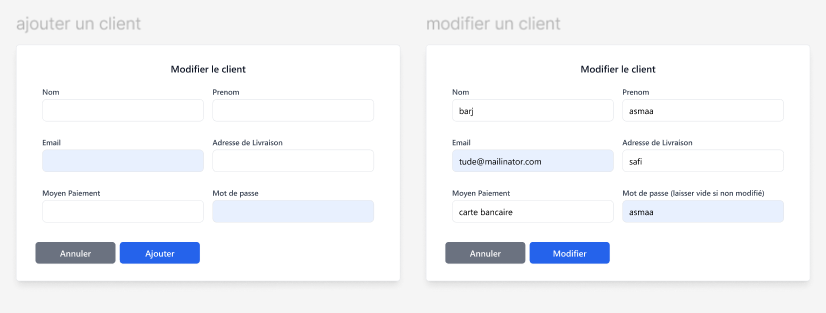 ajouter un client
Modifier le client
Nom
Prenom
Email
Adresse de Livraison
Moyen Paiement
Mot de passe
Annuler
Ajouter
modifier un client
Modifier le client
Nom
Prenom
barj
asmaa
Email
Adresse de Livraison
tude@mailinator.com
safi
Moyen Paiement
Mot de passe (laisser vide si non modifié)
carte bancaire
asmaa
Annuler
Modifier